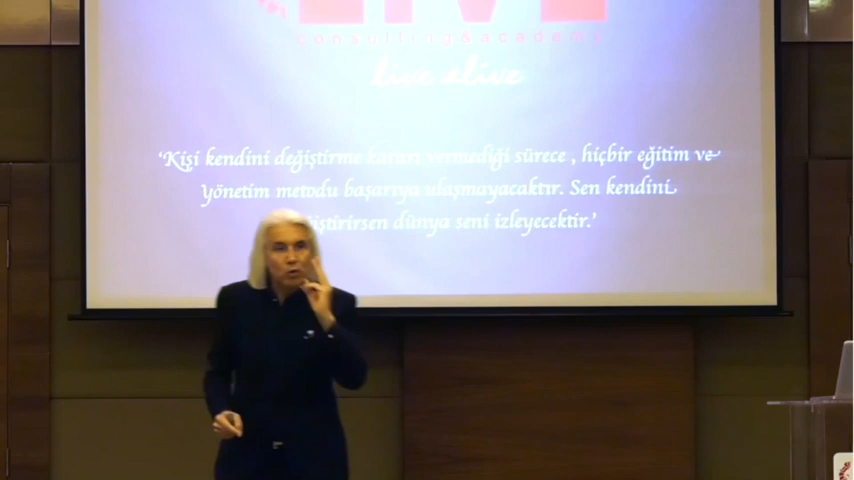 consulting&academy
live alive
'Kişi kendini değiştirme kararı vermediği sürece , hiçbir eğitim ve
Yönetim metodu başarıya ulaşmayacaktır. Sen kendini
dünya seni izleyecektir.'